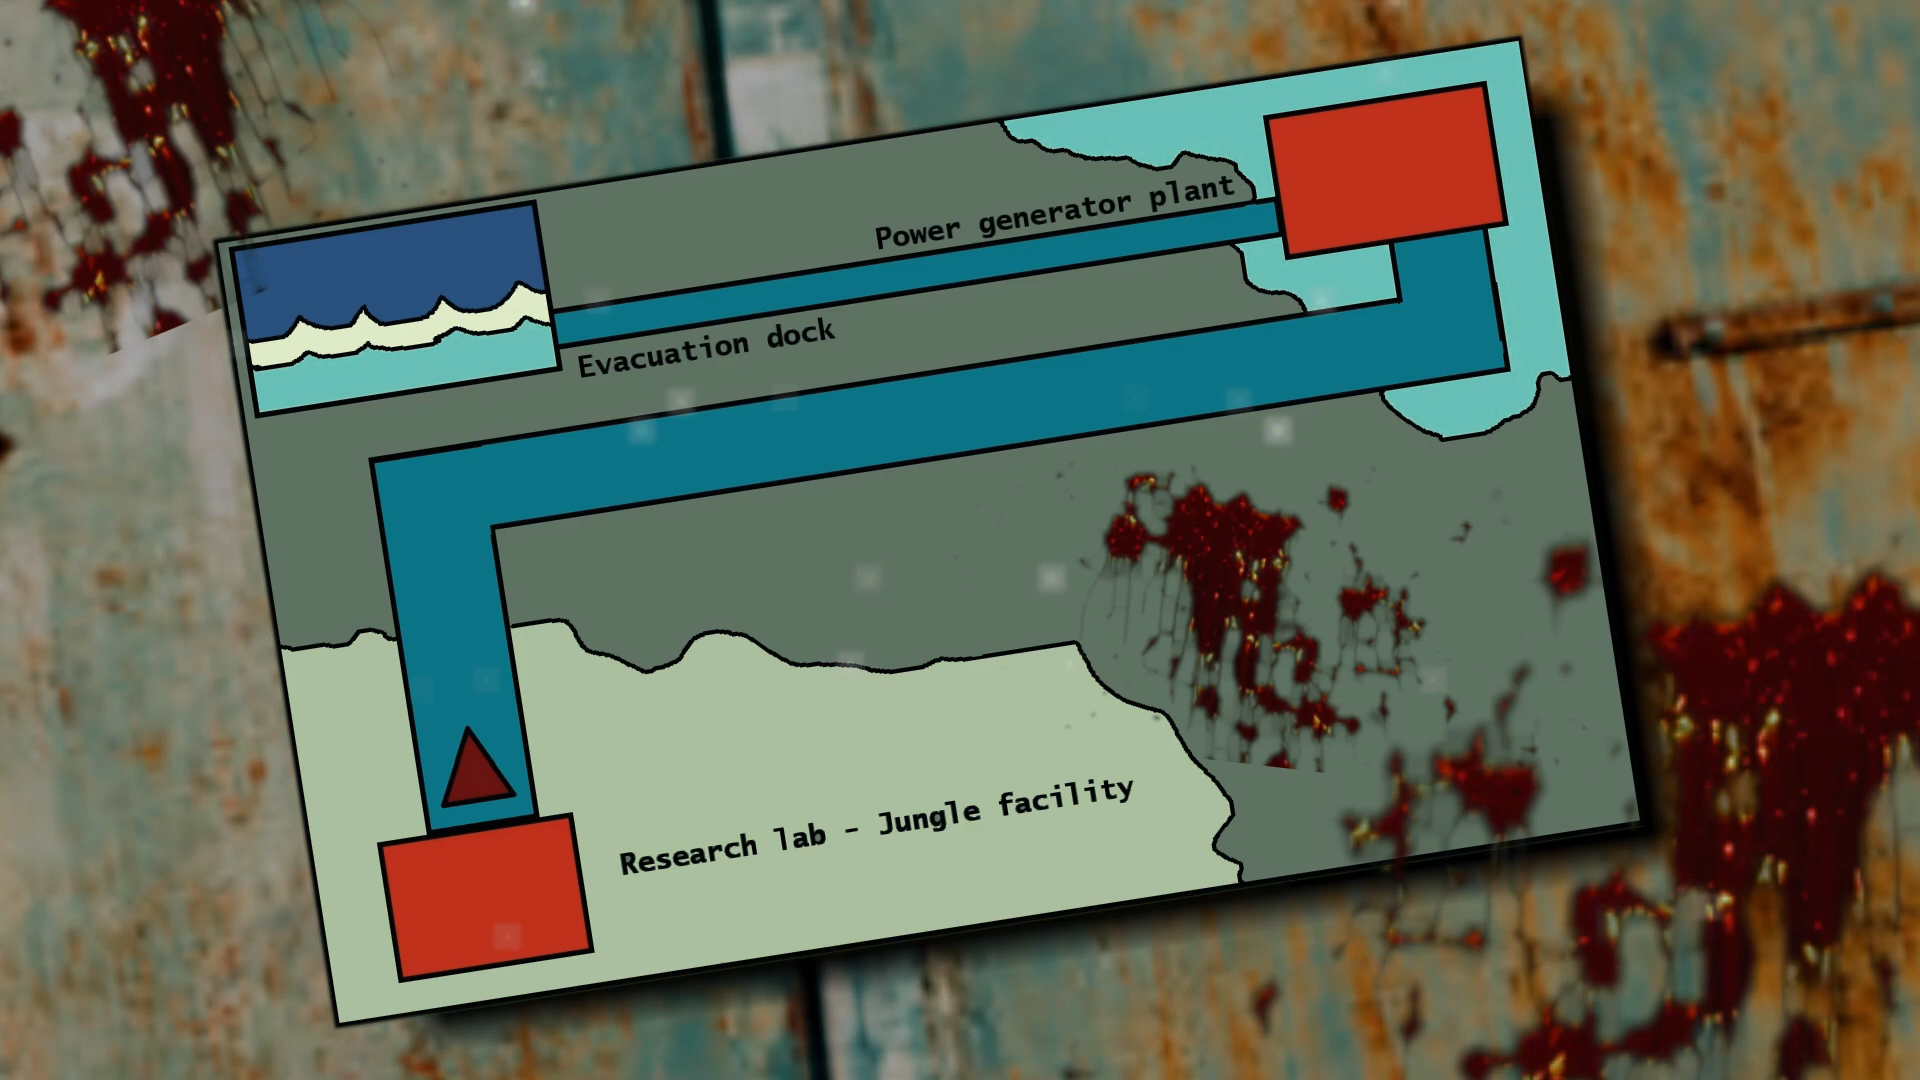 Power generator plant
Evacuation dock
Research lab - Jungle facility